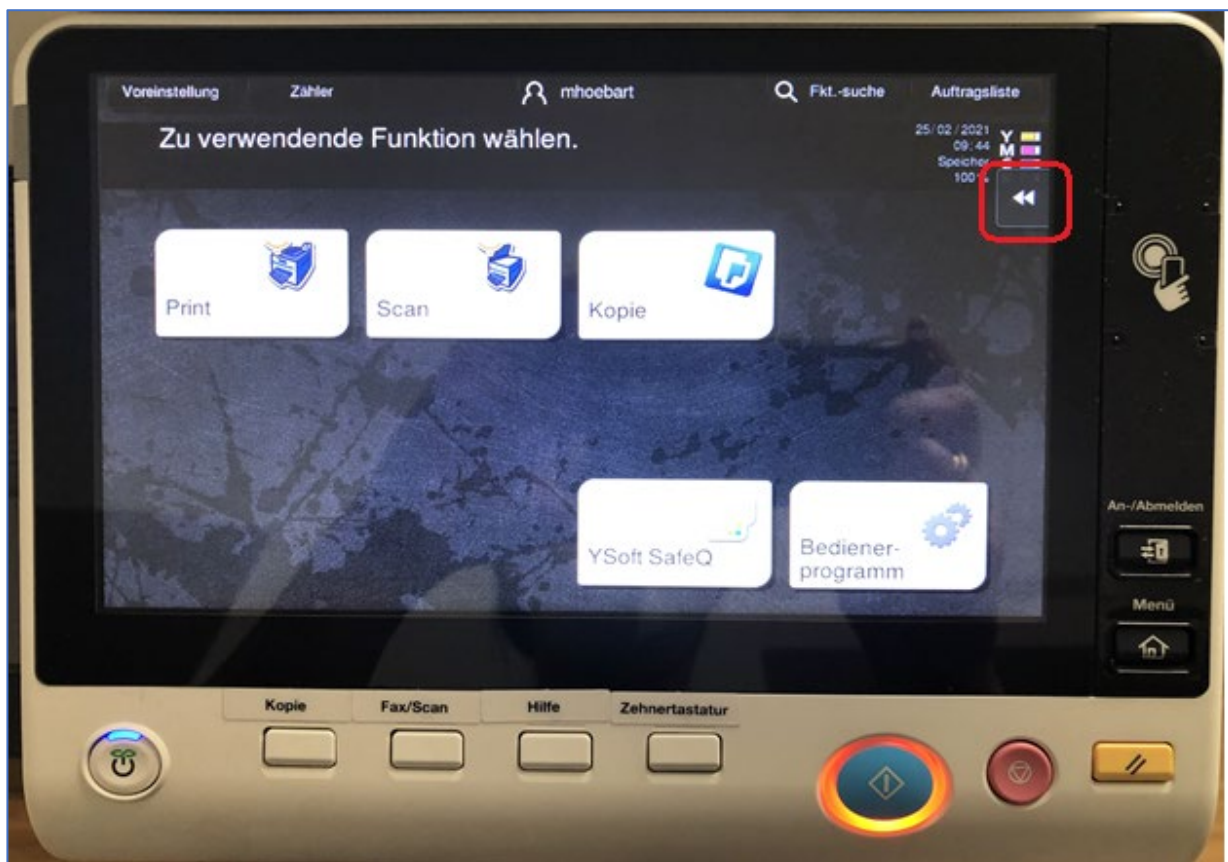 Voreinstellung
Zähler
mhoebart
Fkt.-suche
Auftragsliste
Zu verwendende Funktion wählen.
25/02/2021
09:44
Speicher
100%
Y
M
Print
Scan
Kopie
YSoft SafeQ
Bediener-
programm
An-/Abmelden
Menü
Kopie
Fax/Scan
Hilfe
Zehnertastatur